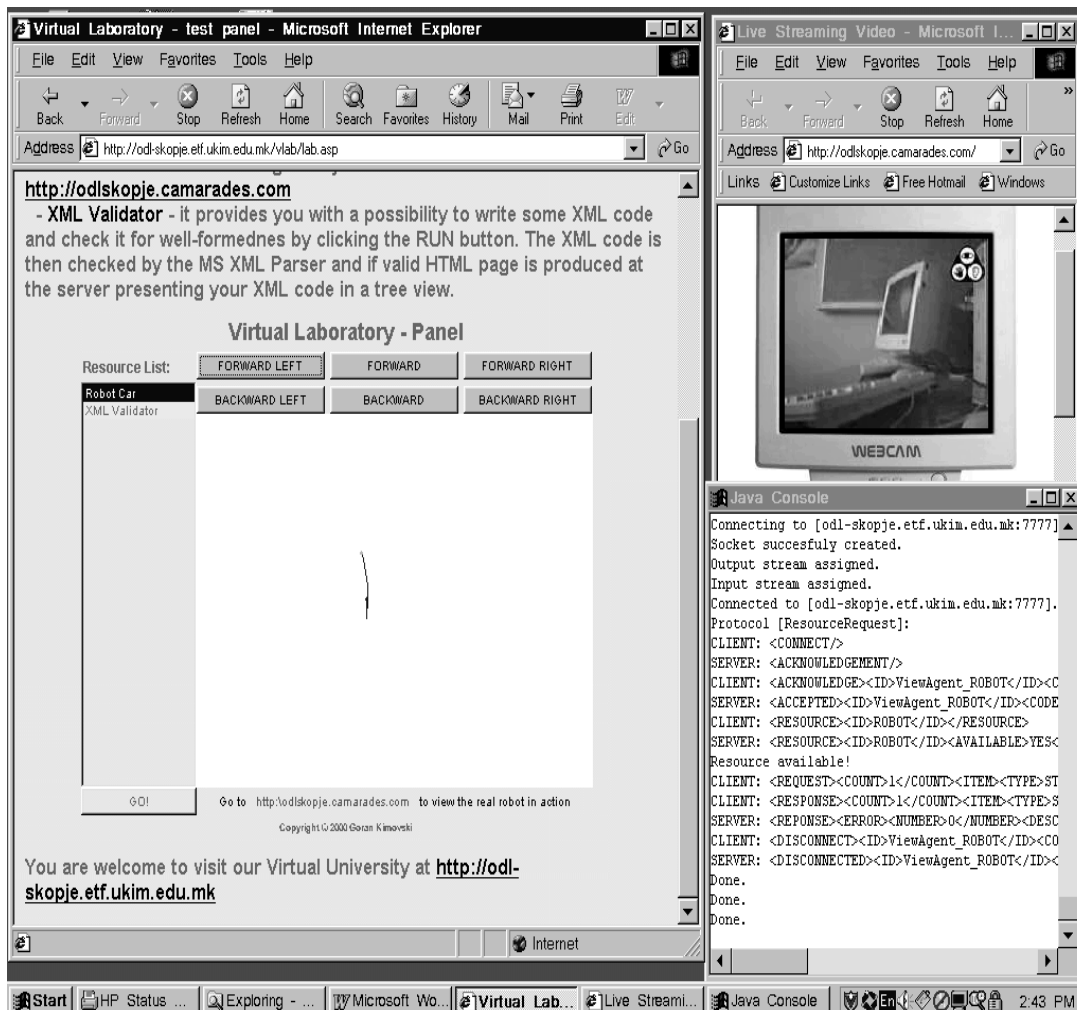 Virtual Laboratory - test panel - Microsoft Internet Explorer
File Edit View Favorites Tools Help
Back Forward Stop Refresh Home Search Favorites History Mail Print Edit
Address http://odl-skopje.etf.ukim.edu.mk/vlab/lab.asp Go
http://odlskopje.camarades.com
- XML Validator - it provides you with a possibility to write some XML code
and check it for well-formednes by clicking the RUN button. The XML code is
then checked by the MS XML Parser and if valid HTML page is produced at
the server presenting your XML code in a tree view.
Virtual Laboratory - Panel
Resource List: FORWARD LEFT FORWARD FORWARD RIGHT
Robot Car BACKWARD LEFT BACKWARD BACKWARD RIGHT
XML Validator
GO! Go to http:\\odlskopje.camarades.com to view the real robot in action
Copyright © 2000 Goran Kimovski
You are welcome to visit our Virtual University at http://odl-
skopje.etf.ukim.edu.mk
Internet
Live Streaming Video - Microsoft I...
File Edit View Favorites Tools Help
Back Forward Stop Refresh Home
Address http://odlskopje.camarades.com/ Go
Links Customize Links Free Hotmail Windows
WEBCAM
Java Console
Connecting to [odl-skopje.etf.ukim.edu.mk:7777]
Socket succesfuly created.
Output stream assigned.
Input stream assigned.
Connected to [odl-skopje.etf.ukim.edu.mk:7777].
Protocol [ResourceRequest]:
CLIENT: <CONNECT/>
SERVER: <ACKNOWLEDGEMENT/>
CLIENT: <ACKNOWLEDGE><ID>ViewAgent_ROBOT</ID><C
SERVER: <ACCEPTED><ID>ViewAgent_ROBOT</ID><CODE
CLIENT: <RESOURCE><ID>ROBOT</ID></RESOURCE>
SERVER: <RESOURCE><ID>ROBOT</ID><AVAILABLE>YES<
Resource available!
CLIENT: <REQUEST><COUNT>1</COUNT><ITEM><TYPE>ST
CLIENT: <RESPONSE><COUNT>1</COUNT><ITEM><TYPE>S
SERVER: <REPONSE><ERROR><NUMBER>0</NUMBER><DESC
CLIENT: <DISCONNECT><ID>ViewAgent_ROBOT</ID><CO
SERVER: <DISCONNECTED><ID>ViewAgent_ROBOT</ID><
Done.
Done.
Done.
Start HP Status ... Exploring - ... Microsoft Wo... Virtual Lab... Live Streami... Java Console En 2:43 PM